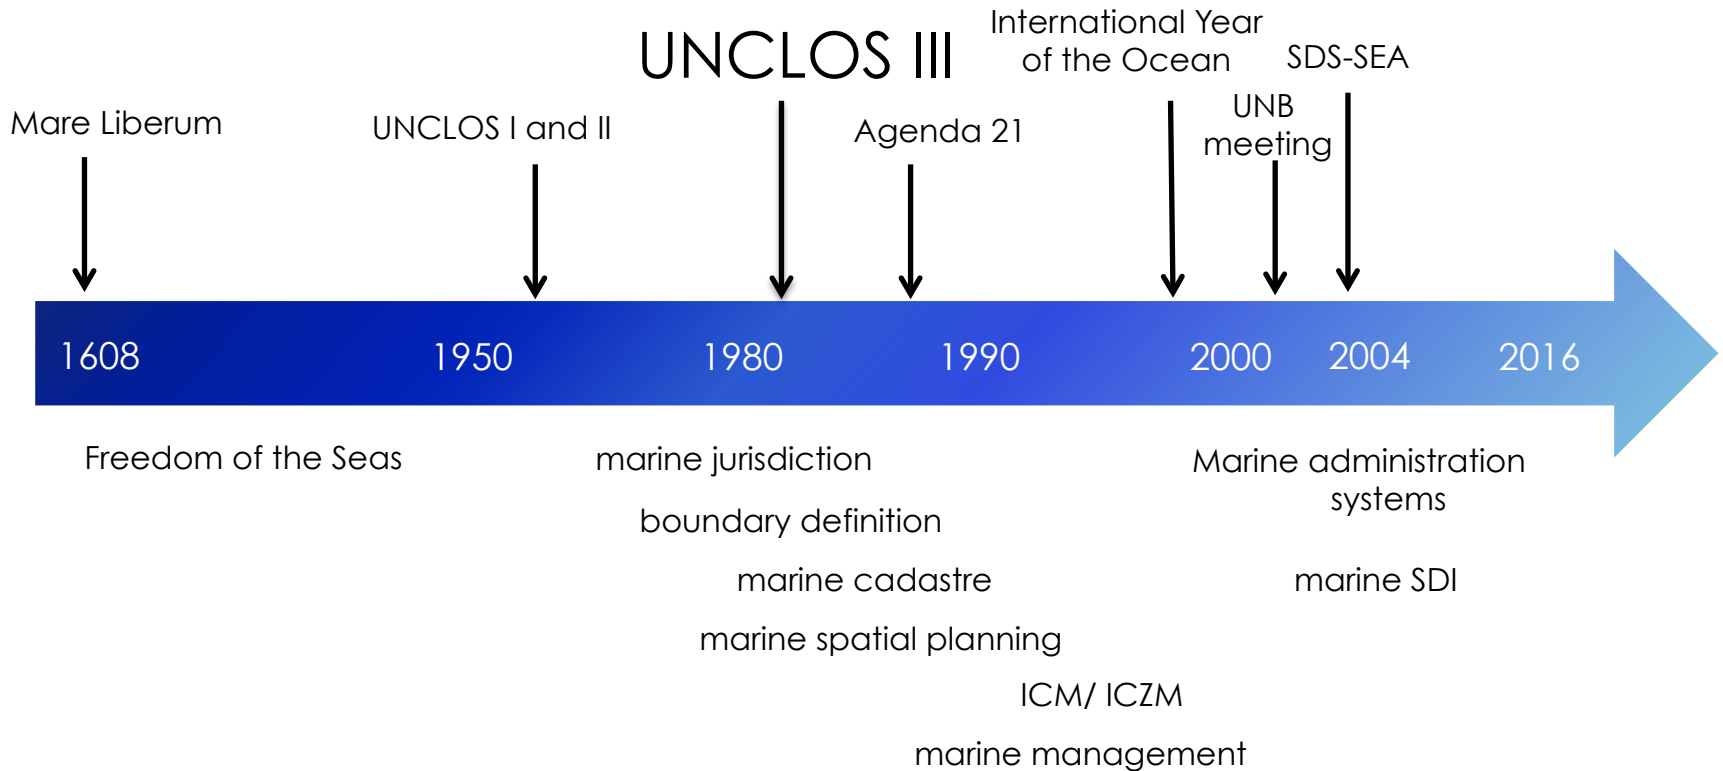 International Year
of the Ocean
UNCLOS III
SDS-SEA
UNB
meeting
Mare Liberum
UNCLOS I and II
Agenda 21
1608
1950
1980
1990
2000
2004
2016
Freedom of the Seas
marine jurisdiction
Marine administration
systems
boundary definition
marine cadastre
marine SDI
marine spatial planning
ICM/ ICZM
marine management